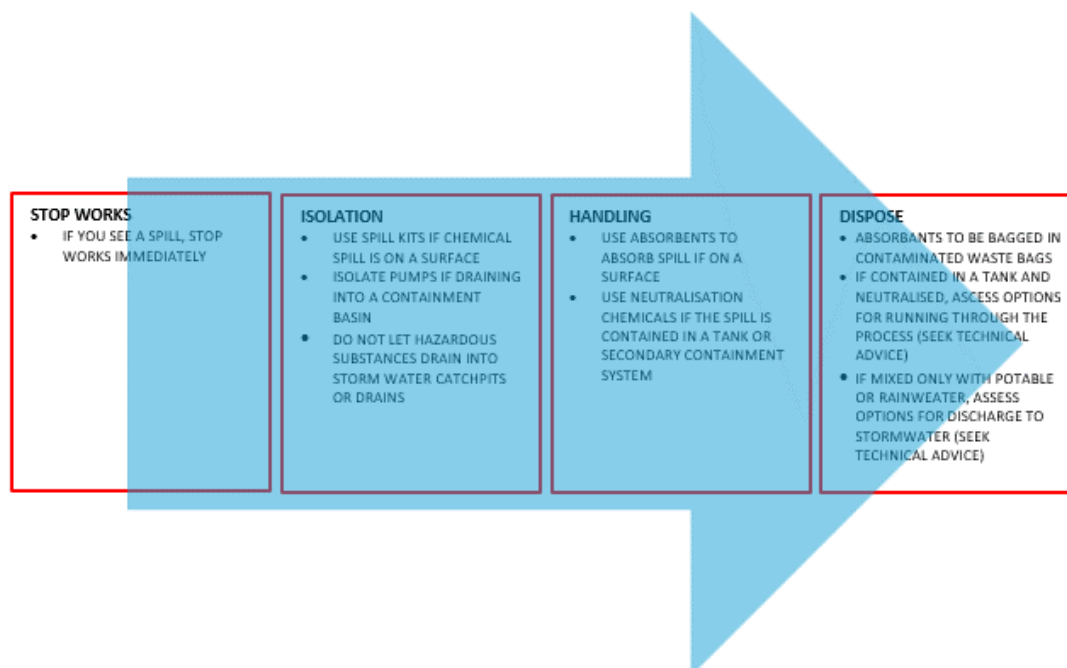 STOP WORKS
• IF YOU SEE A SPILL, STOP
WORKS IMMEDIATELY
ISOLATION
• USE SPILL KITS IF CHEMICAL
SPILL IS ON A SURFACE
• ISOLATE PUMPS IF DRAINING
INTO A CONTAINMENT
BASIN
• DO NOT LET HAZARDOUS
SUBSTANCES DRAIN INTO
STORM WATER CATCHPITS
OR DRAINS
HANDLING
• USE ABSORBENTS TO
ABSORB SPILL IF ON A
SURFACE
• USE NEUTRALISATION
CHEMICALS IF THE SPILL IS
CONTAINED IN A TANK OR
SECONDARY CONTAINMENT
SYSTEM
DISPOSE
• ABSORBANTS TO BE BAGGED IN
CONTAMINATED WASTE BAGS
• IF CONTAINED IN A TANK AND
NEUTRALISED, ASCESS OPTIONS
FOR RUNNING THROUGH THE
PROCESS (SEEK TECHNICAL
ADVICE)
• IF MIXED ONLY WITH POTABLE
OR RAINWEATER, ASSESS
OPTIONS FOR DISCHARGE TO
STORMWATER (SEEK
TECHNICAL ADVICE)